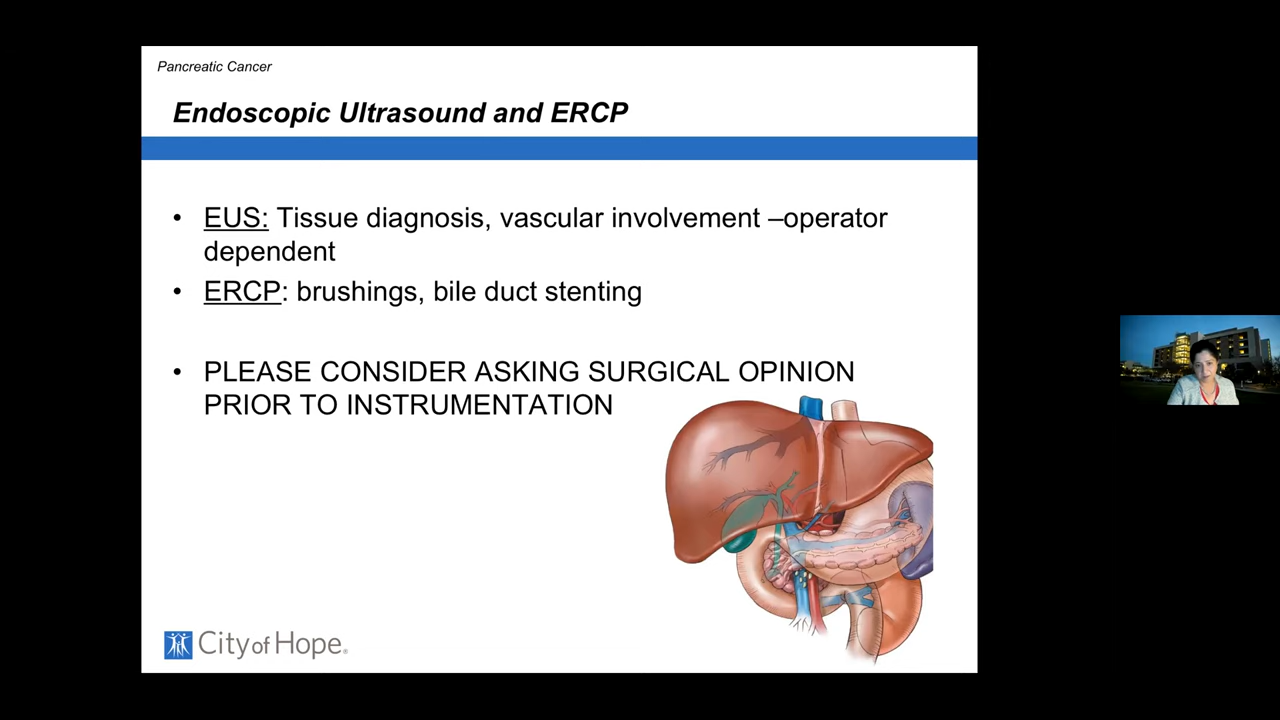 Pancreatic Cancer
Endoscopic Ultrasound and ERCP
• EUS: Tissue diagnosis, vascular involvement –operator
dependent
• ERCP: brushings, bile duct stenting
• PLEASE CONSIDER ASKING SURGICAL OPINION
PRIOR TO INSTRUMENTATION
City of Hope®